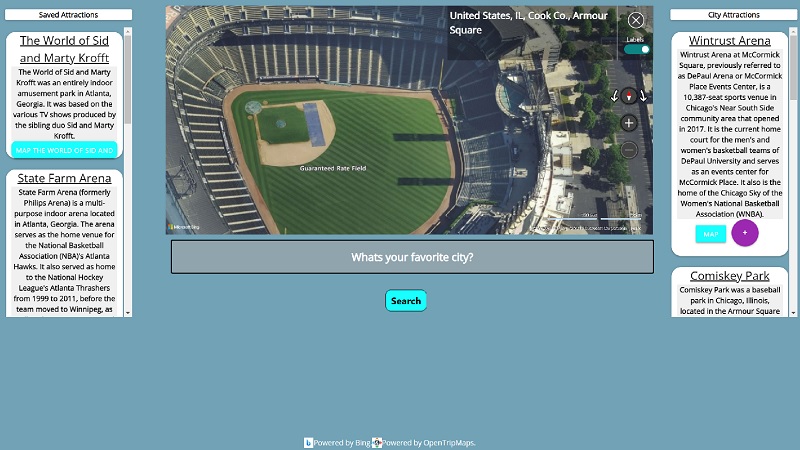 Saved Attractions
The World of Sid
and Marty Krofft
The World of Sid and Marty
Krofft was an entirely indoor
amusement park in Atlanta,
Georgia. It was based on the
various TV shows produced by
the sibling duo Sid and Marty
Krofft.
MAP THE WORLD OF SID AND
State Farm Arena
State Farm Arena (formerly
Philips Arena) is a multi-
purpose indoor arena located
in Atlanta, Georgia. The arena
serves as the home venue for
the National Basketball
Association (NBA)'s Atlanta
Hawks. It also served as home
to the National Hockey
League's Atlanta Thrashers
from 1999 to 2011, before the
team moved to Winnipeg, as
United States, IL, Cook Co., Armour
Square
Labels
Guaranteed Rate Field
Microsoft Bing
Whats your favorite city?
Search
Powered by Bing
Powered by OpenTripMaps.
City Attractions
Wintrust Arena
Wintrust Arena at McCormick
Square, previously referred to
as DePaul Arena or McCormick
Place Events Center, is a
10,387-seat sports venue in
Chicago's Near South Side
community area that opened
in 2017. It is the current home
court for the men's and
women's basketball teams of
DePaul University and serves
as an events center for
McCormick Place. It also is the
home of the Chicago Sky of the
Women's National Basketball
Association (WNBA).
MAP
+
Comiskey Park
Comiskey Park was a baseball
park in Chicago, Illinois,
located in the Armour Square